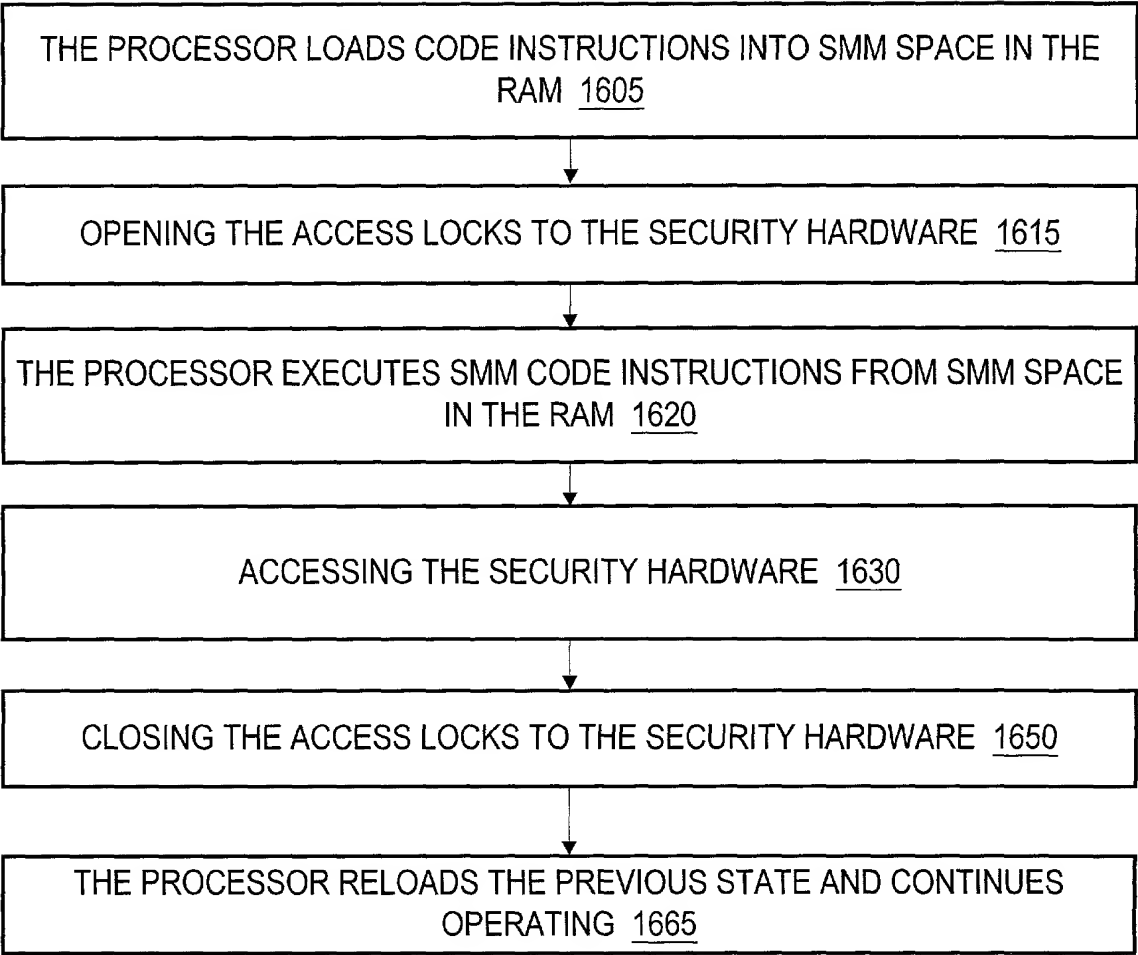 THE PROCESSOR LOADS CODE INSTRUCTIONS INTO SMM SPACE IN THE
RAM 1605
OPENING THE ACCESS LOCKS TO THE SECURITY HARDWARE 1615
THE PROCESSOR EXECUTES SMM CODE INSTRUCTIONS FROM SMM SPACE
IN THE RAM 1620
ACCESSING THE SECURITY HARDWARE 1630
CLOSING THE ACCESS LOCKS TO THE SECURITY HARDWARE 1650
THE PROCESSOR RELOADS THE PREVIOUS STATE AND CONTINUES
OPERATING 1665